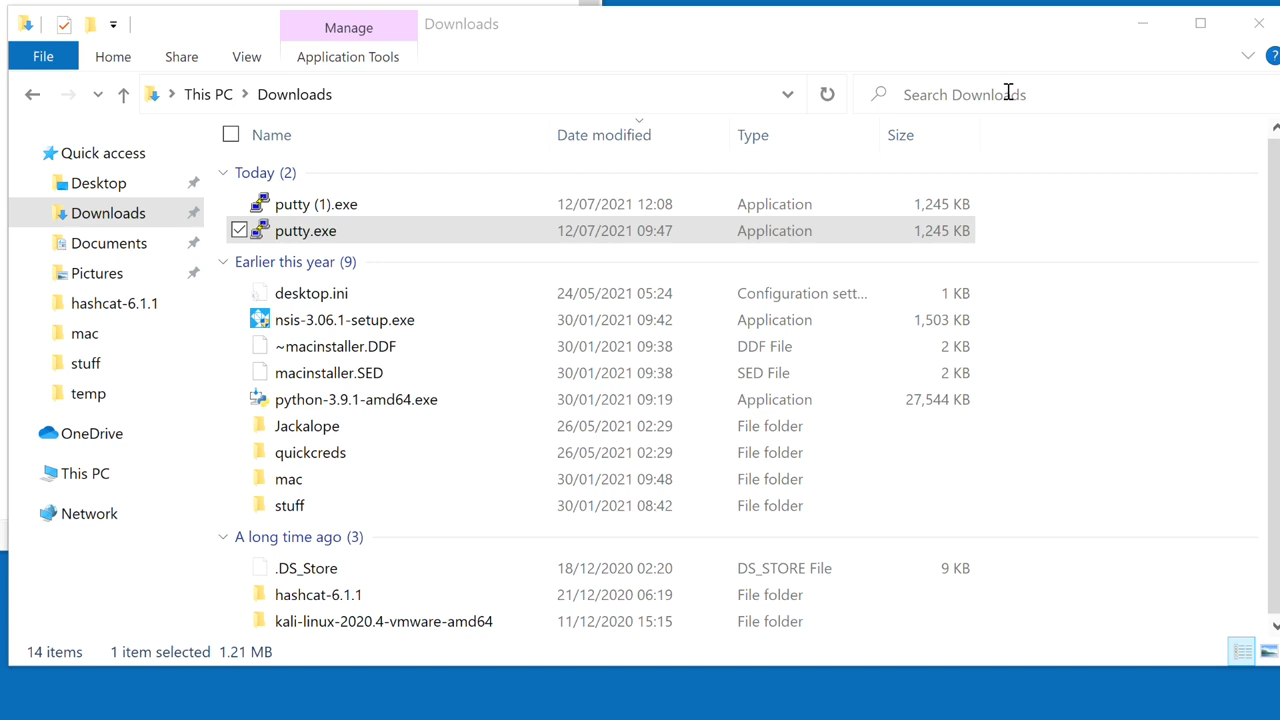 Manage
Downloads
File Home Share View Application Tools
?
This PC Downloads
Search Downloads
Name Date modified Type Size
Quick access
Desktop
Downloads
Documents
Pictures
hashcat-6.1.1
mac
stuff
temp
OneDrive
This PC
Network
Today (2)
putty (1).exe 12/07/2021 12:08 Application 1,245 KB
putty.exe 12/07/2021 09:47 Application 1,245 KB
Earlier this year (9)
desktop.ini 24/05/2021 05:24 Configuration sett... 1 KB
nsis-3.06.1-setup.exe 30/01/2021 09:42 Application 1,503 KB
~macinstaller.DDF 30/01/2021 09:38 DDF File 2 KB
macinstaller.SED 30/01/2021 09:38 SED File 2 KB
python-3.9.1-amd64.exe 30/01/2021 09:19 Application 27,544 KB
Jackalope 26/05/2021 02:29 File folder
quickcreds 26/05/2021 02:29 File folder
mac 30/01/2021 09:48 File folder
stuff 30/01/2021 08:42 File folder
A long time ago (3)
.DS_Store 18/12/2020 02:20 DS_STORE File 9 KB
hashcat-6.1.1 21/12/2020 06:19 File folder
kali-linux-2020.4-vmware-amd64 11/12/2020 15:15 File folder
14 items 1 item selected 1.21 MB